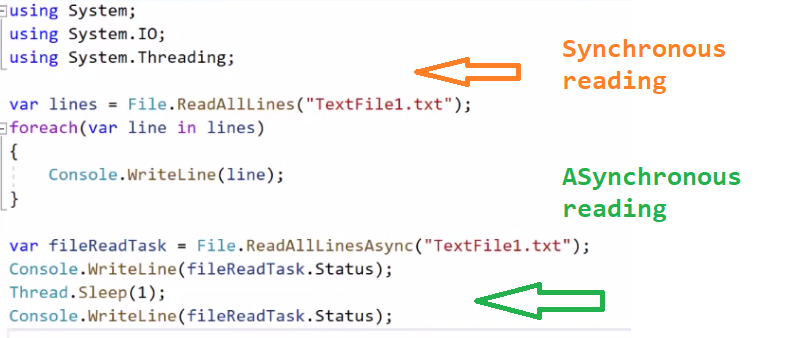 using System;
using System.IO;
using System.Threading;
Synchronous
reading
var lines = File.ReadAllLines("TextFile1.txt");
foreach(var line in lines)
{
Console.WriteLine(line);
}
ASynchronous
reading
var fileReadTask = File.ReadAllLinesAsync("TextFile1.txt");
Console.WriteLine(fileReadTask.Status);
Thread.Sleep(1);
Console.WriteLine(fileReadTask.Status);